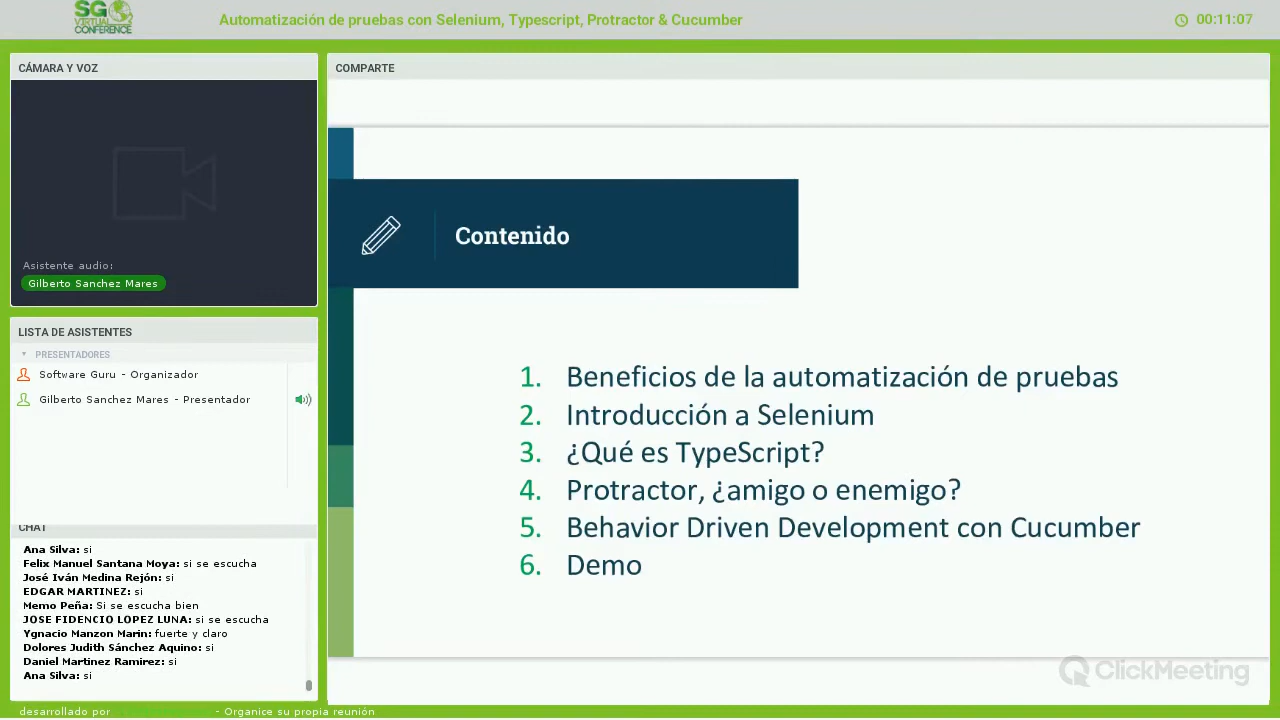 SG
VIRTUAL
CONFERENCE
Automatización de pruebas con Selenium, Typescript, Protractor & Cucumber
00:11:07
CÁMARA Y VOZ
Asistente audio:
Gilberto Sanchez Mares
LISTA DE ASISTENTES
PRESENTADORES
Software Guru - Organizador
Gilberto Sanchez Mares - Presentador
CHAT
Ana Silva: si
Felix Manuel Santana Moya: si se escucha
José Iván Medina Rejón: si
EDGAR MARTINEZ: si
Memo Peña: Si se escucha bien
JOSE FIDENCIO LOPEZ LUNA: si se escucha
Ygnacio Manzon Marin: fuerte y claro
Dolores Judith Sánchez Aquino: si
Daniel Martinez Ramirez: si
Ana Silva: si
desarrollado por - Organice su propia reunión
COMPARTE
Contenido
1. Beneficios de la automatización de pruebas
2. Introducción a Selenium
3. ¿Qué es TypeScript?
4. Protractor, ¿amigo o enemigo?
5. Behavior Driven Development con Cucumber
6. Demo
ClickMeeting